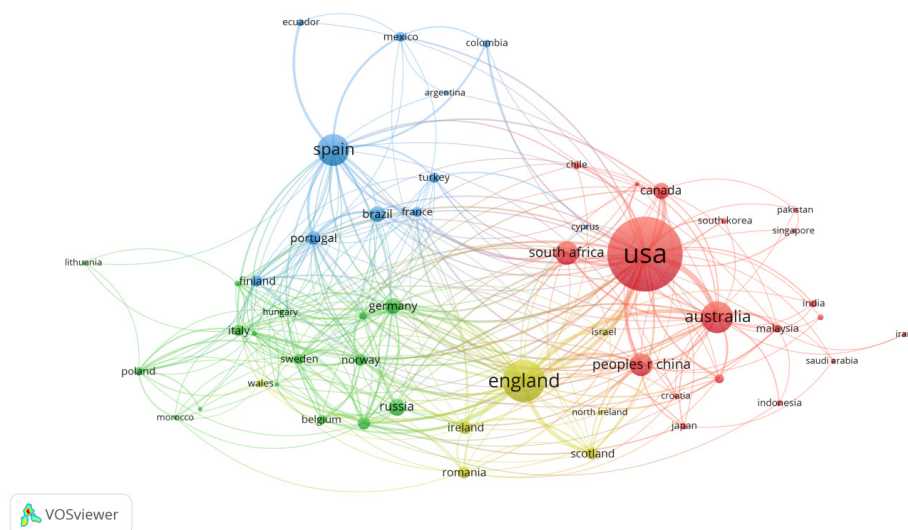 ecuador
mexico
colombia
argentina
spain
chile
turkey
canada
brazil
france
pakistan
south korea
cyprus
singapore
portugal
south africa
usa
lithuania
finland
hungary
germany
india
australia
italy
israel
malaysia
iran
sweden
norway
peoples r china
saudi arabia
poland
wales
england
croatia
indonesia
morocco
belgium
russia
north ireland
ireland
japan
scotland
romania
VOSviewer